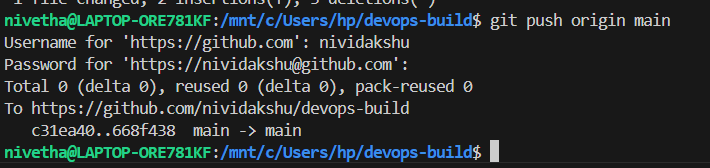 1 file changed, 2 insertions(+), 3 deletions(-)
nivetha@LAPTOP-ORE781KF:/mnt/c/Users/hp/devops-build$ git push origin main
Username for 'https://github.com': nividakshu
Password for 'https://nividakshu@github.com':
Total 0 (delta 0), reused 0 (delta 0), pack-reused 0
To https://github.com/nividakshu/devops-build
   c31ea40..668f438  main -> main
nivetha@LAPTOP-ORE781KF:/mnt/c/Users/hp/devops-build$